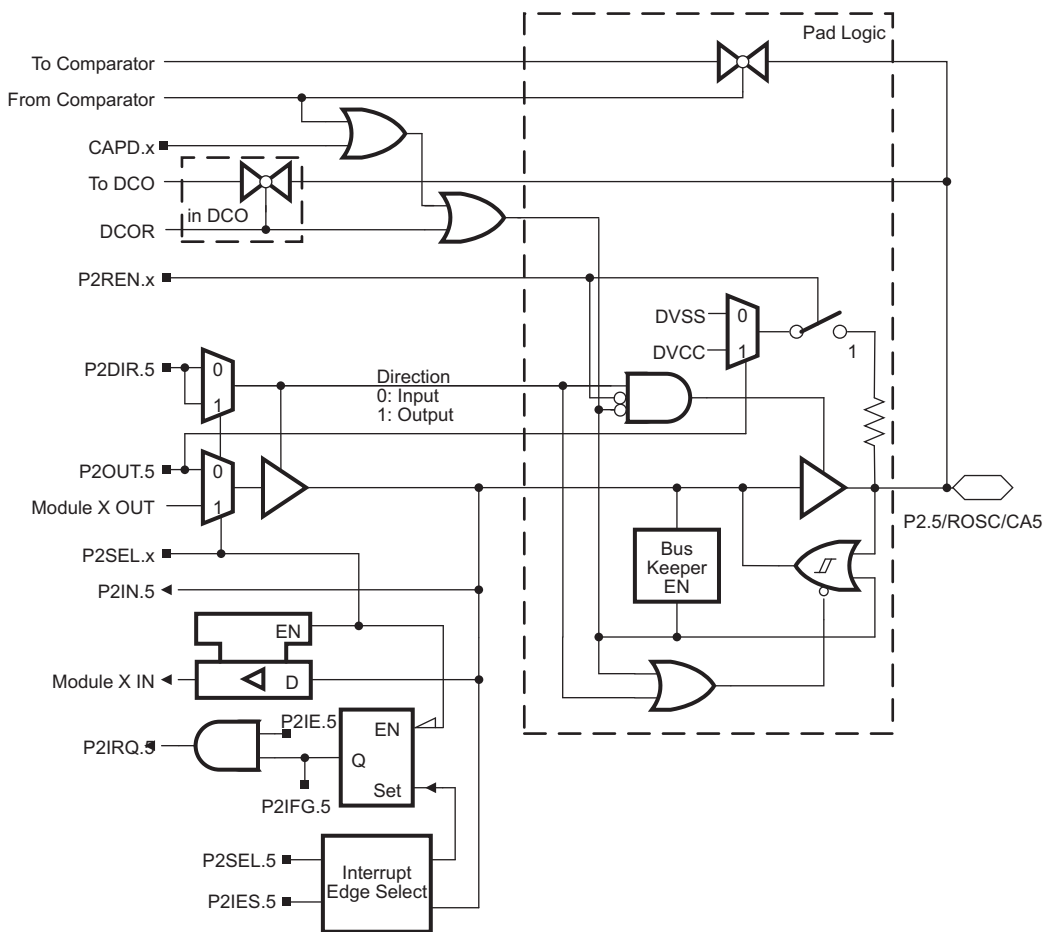 Pad Logic
To Comparator
From Comparator
CAPD.x
To DCO
in DCO
DCOR
P2REN.x
DVSS
0
DVCC
1
1
P2DIR.5
0
1
Direction
0: Input
1: Output
P2OUT.5
0
Module X OUT
1
P2.5/ROSC/CA5
P2SEL.x
Bus
Keeper
EN
P2IN.5
EN
Module X IN
D
P2IE.5
EN
P2IRQ.5
Q
Set
P2IFG.5
P2SEL.5
Interrupt
Edge Select
P2IES.5